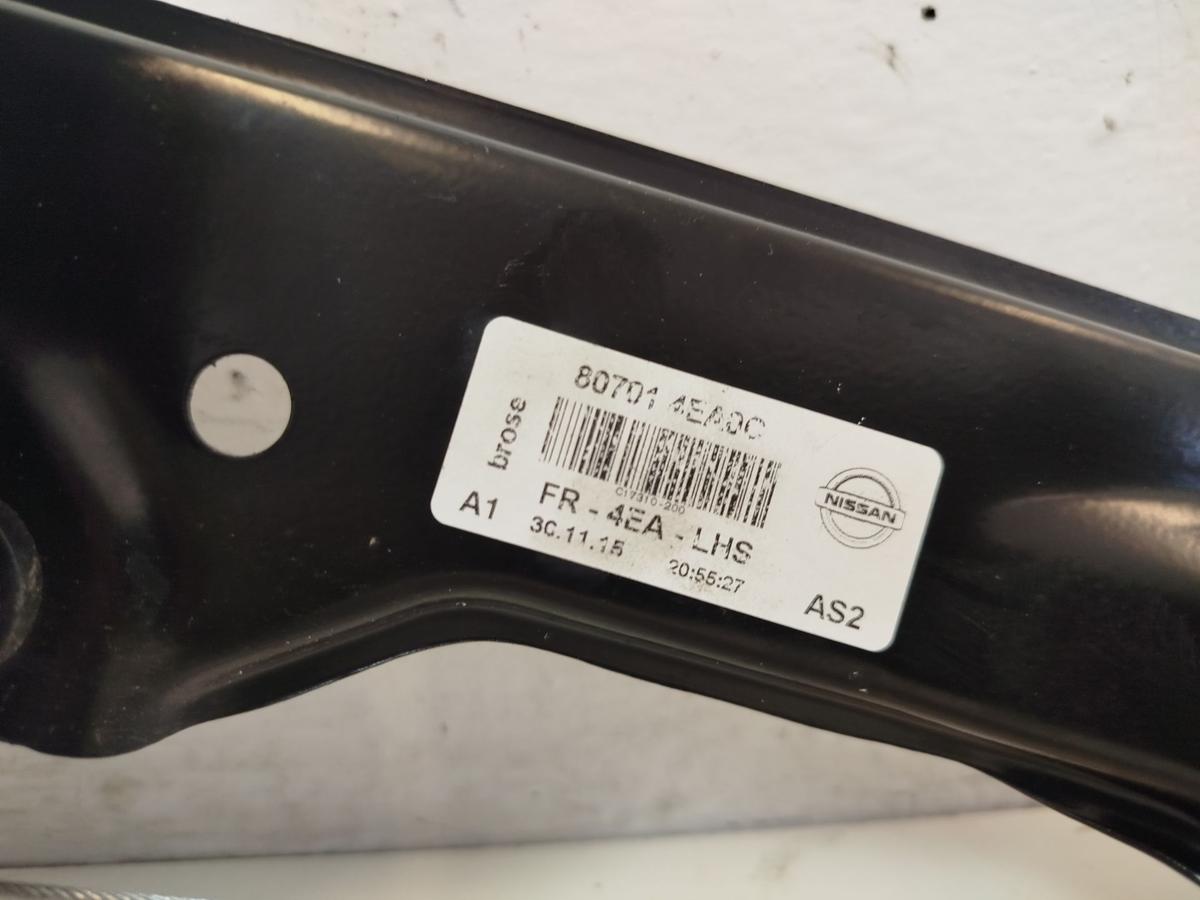 80701 4EA0C
brose
C17310-200
A1
FR - 4EA - LHS
30.11.15 20:55:27
NISSAN
AS2